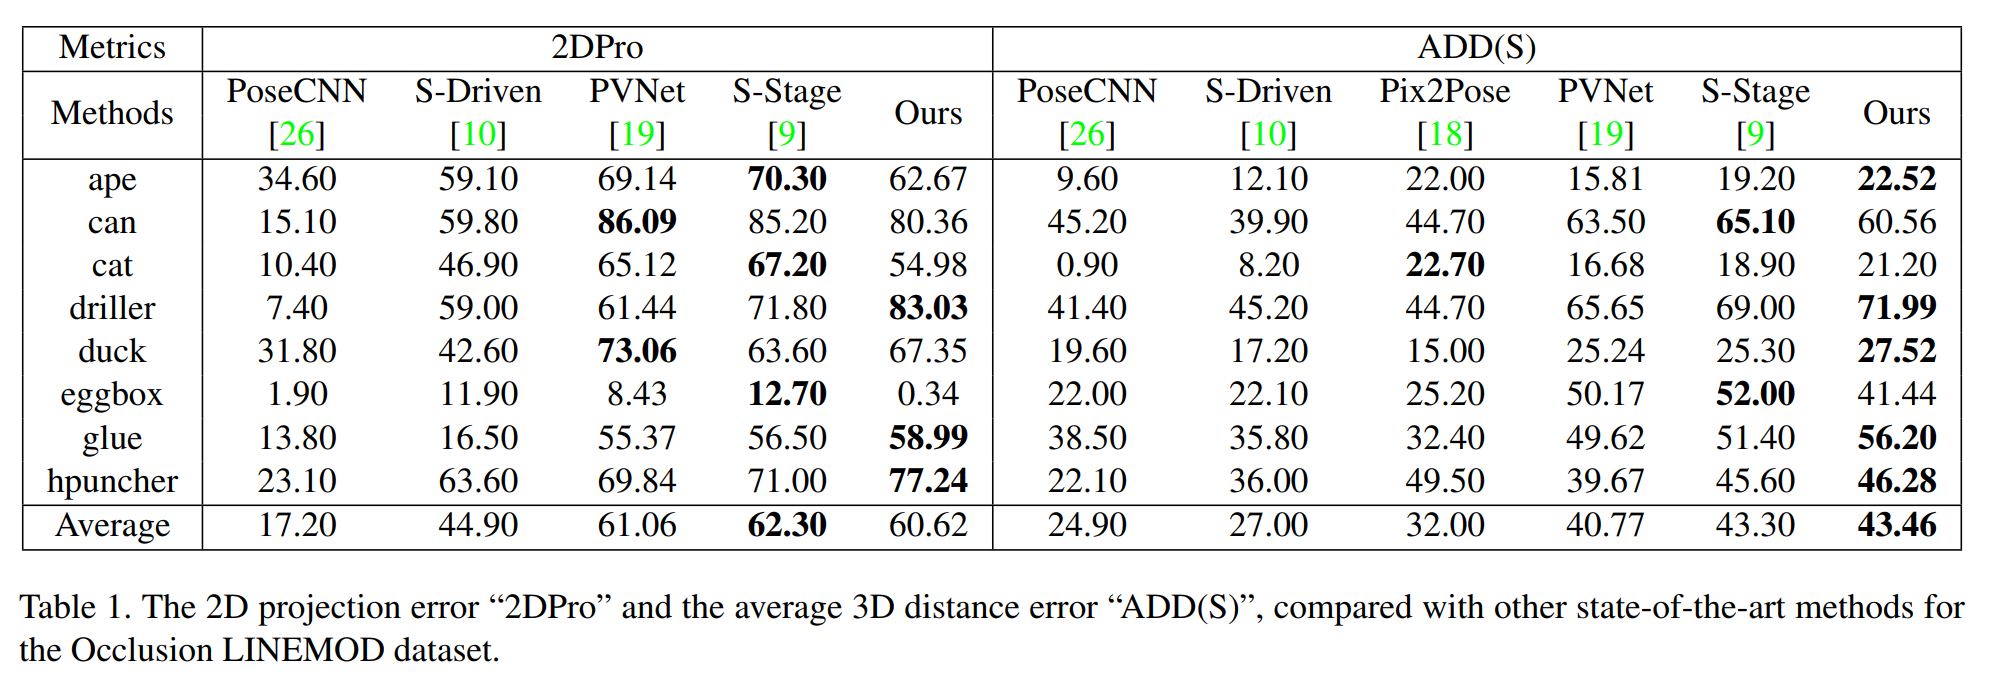 Metrics 2DPro ADD(S)
Methods PoseCNN [26] S-Driven [10] PVNet [19] S-Stage [9] Ours PoseCNN [26] S-Driven [10] Pix2Pose [18] PVNet [19] S-Stage [9] Ours
ape 34.60 59.10 69.14 70.30 62.67 9.60 12.10 22.00 15.81 19.20 22.52
can 15.10 59.80 86.09 85.20 80.36 45.20 39.90 44.70 63.50 65.10 60.56
cat 10.40 46.90 65.12 67.20 54.98 0.90 8.20 22.70 16.68 18.90 21.20
driller 7.40 59.00 61.44 71.80 83.03 41.40 45.20 44.70 65.65 69.00 71.99
duck 31.80 42.60 73.06 63.60 67.35 19.60 17.20 15.00 25.24 25.30 27.52
eggbox 1.90 11.90 8.43 12.70 0.34 22.00 22.10 25.20 50.17 52.00 41.44
glue 13.80 16.50 55.37 56.50 58.99 38.50 35.80 32.40 49.62 51.40 56.20
hpuncher 23.10 63.60 69.84 71.00 77.24 22.10 36.00 49.50 39.67 45.60 46.28
Average 17.20 44.90 61.06 62.30 60.62 24.90 27.00 32.00 40.77 43.30 43.46
Table 1. The 2D projection error “2DPro” and the average 3D distance error “ADD(S)”, compared with other state-of-the-art methods for
the Occlusion LINEMOD dataset.